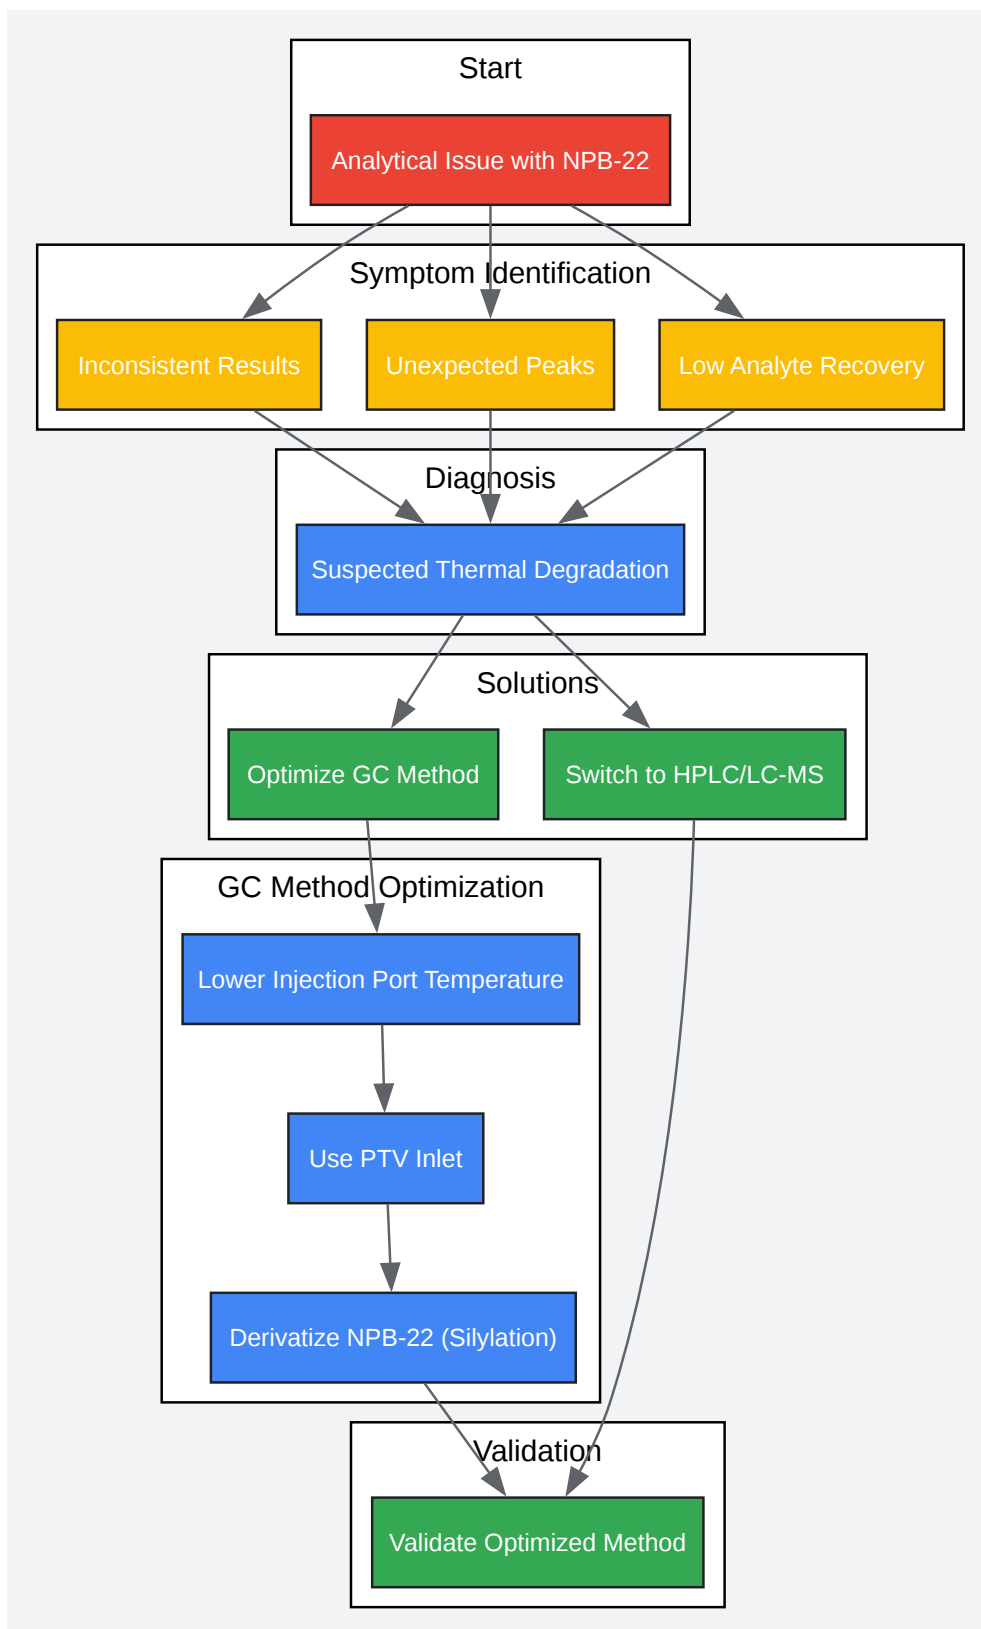 Start
Analytical Issue with NPB-22
Symptom Identification
Inconsistent Results
Unexpected Peaks
Low Analyte Recovery
Diagnosis
Suspected Thermal Degradation
Solutions
Optimize GC Method
Switch to HPLC/LC-MS
GC Method Optimization
Lower Injection Port Temperature
Use PTV Inlet
Derivatize NPB-22 (Silylation)
Validation
Validate Optimized Method